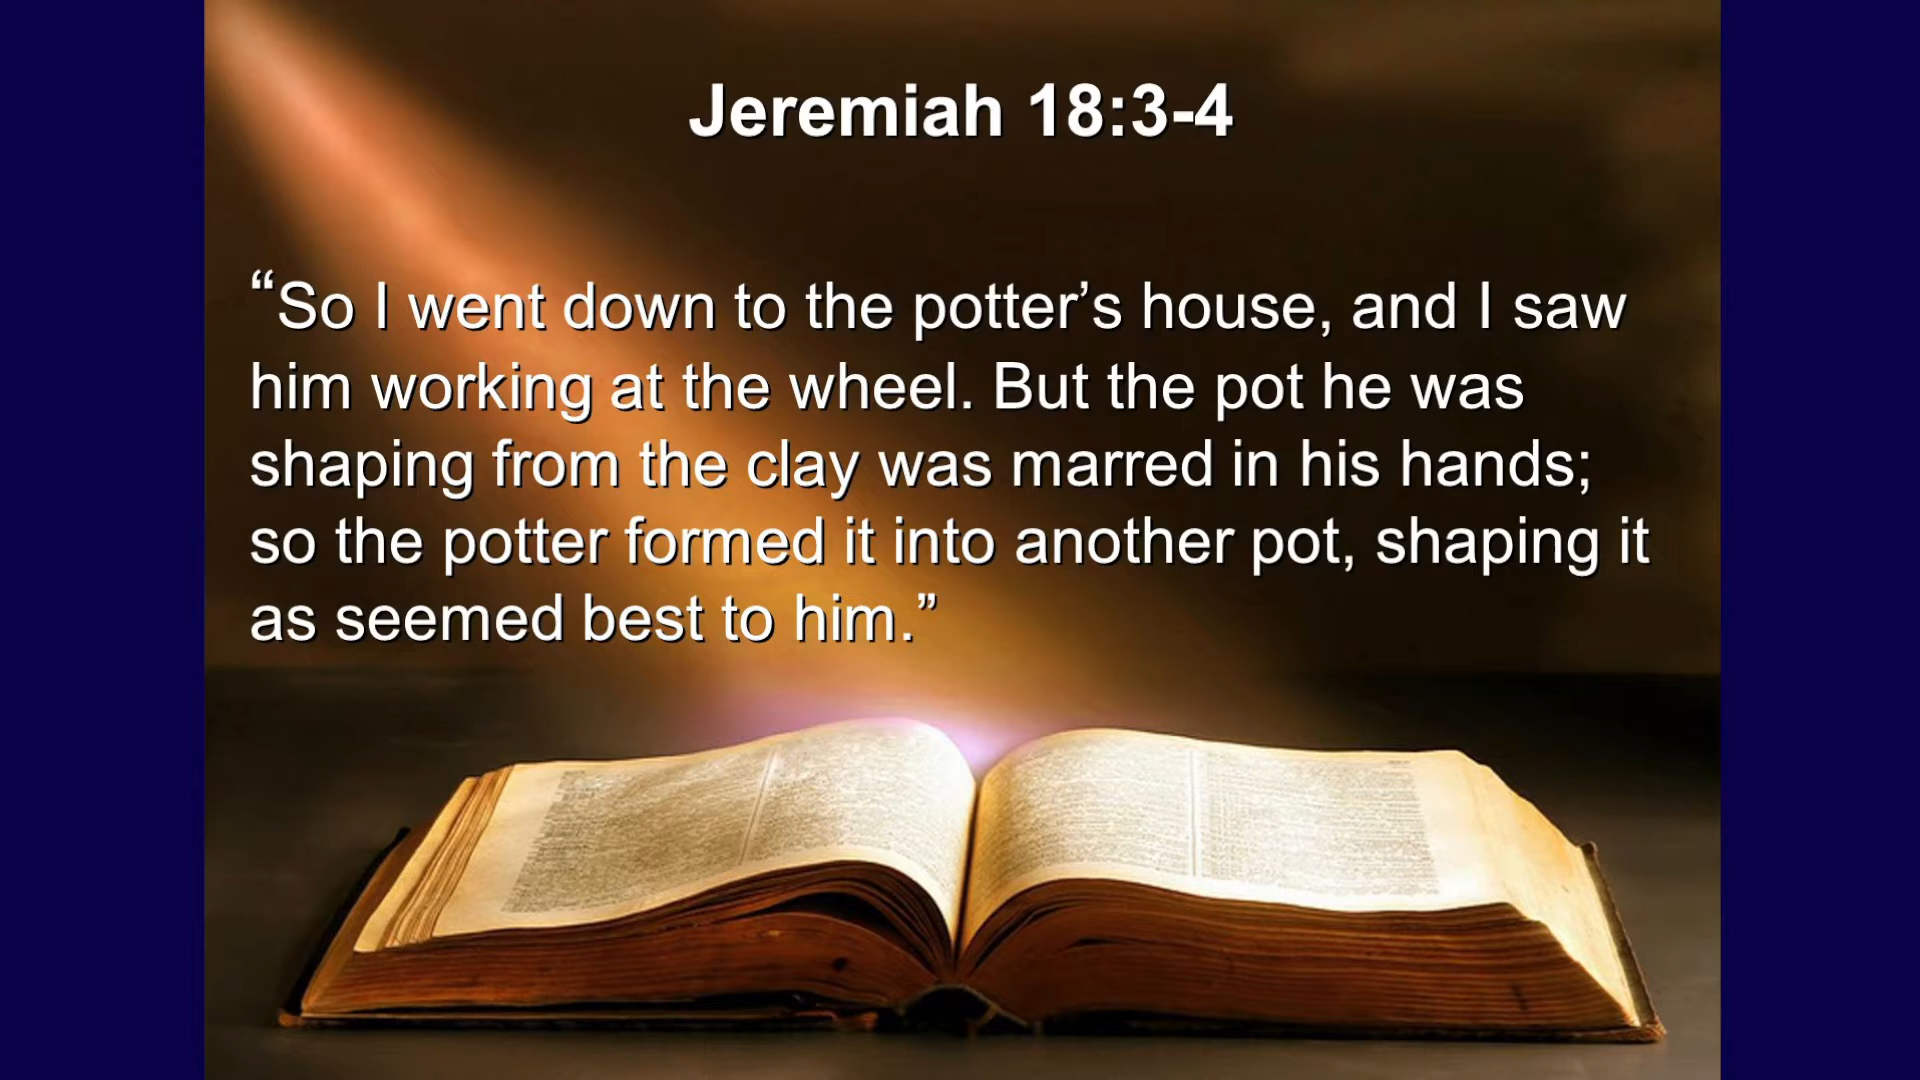 Jeremiah 18:3-4
“So I went down to the potter’s house, and I saw
him working at the wheel. But the pot he was
shaping from the clay was marred in his hands;
so the potter formed it into another pot, shaping it
as seemed best to him.”